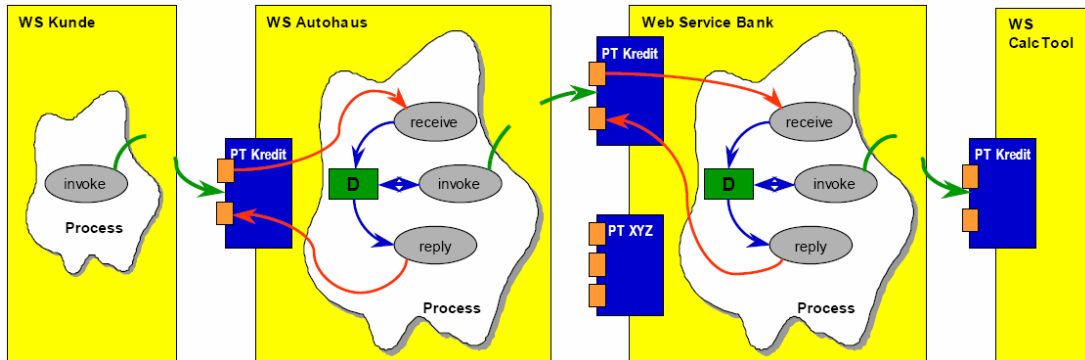 WS Kunde
invoke
Process
WS Autohaus
PT Kredit
receive
D
invoke
reply
Process
Web Service Bank
PT Kredit
PT XYZ
receive
D
invoke
reply
Process
WS
CalcTool
PT Kredit